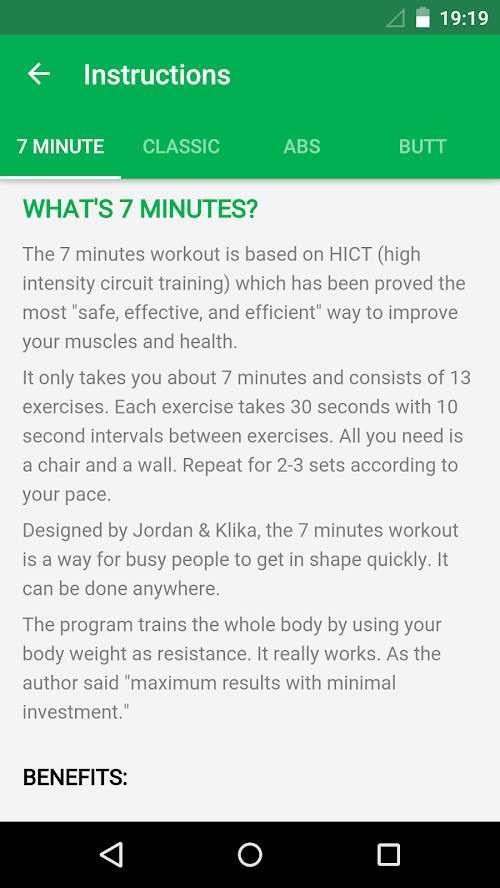 19:19
Instructions
7 MINUTE CLASSIC ABS BUTT
WHAT'S 7 MINUTES?
The 7 minutes workout is based on HICT (high
intensity circuit training) which has been proved the
most "safe, effective, and efficient" way to improve
your muscles and health.
It only takes you about 7 minutes and consists of 13
exercises. Each exercise takes 30 seconds with 10
second intervals between exercises. All you need is
a chair and a wall. Repeat for 2-3 sets according to
your pace.
Designed by Jordan & Klika, the 7 minutes workout
is a way for busy people to get in shape quickly. It
can be done anywhere.
The program trains the whole body by using your
body weight as resistance. It really works. As the
author said "maximum results with minimal
investment."
BENEFITS: